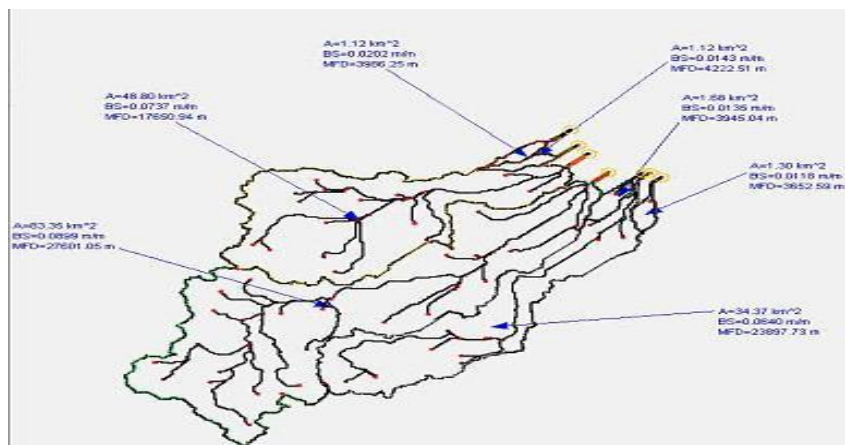 A=1.12 km^2
BS=0.0202 m/m
MFD=3986.25 m
A=1.12 km^2
BS=0.0143 m/m
MFD=4222.51 m
A=48.80 km^2
BS=0.0737 m/m
MFD=17650.94 m
A=1.58 km^2
BS=0.0135 m/m
MFD=3945.04 m
A=1.30 km^2
BS=0.0118 m/m
MFD=3652.59 m
A=83.35 km^2
BS=0.0899 m/m
MFD=27601.05 m
A=34.37 km^2
BS=0.0640 m/m
MFD=23897.73 m